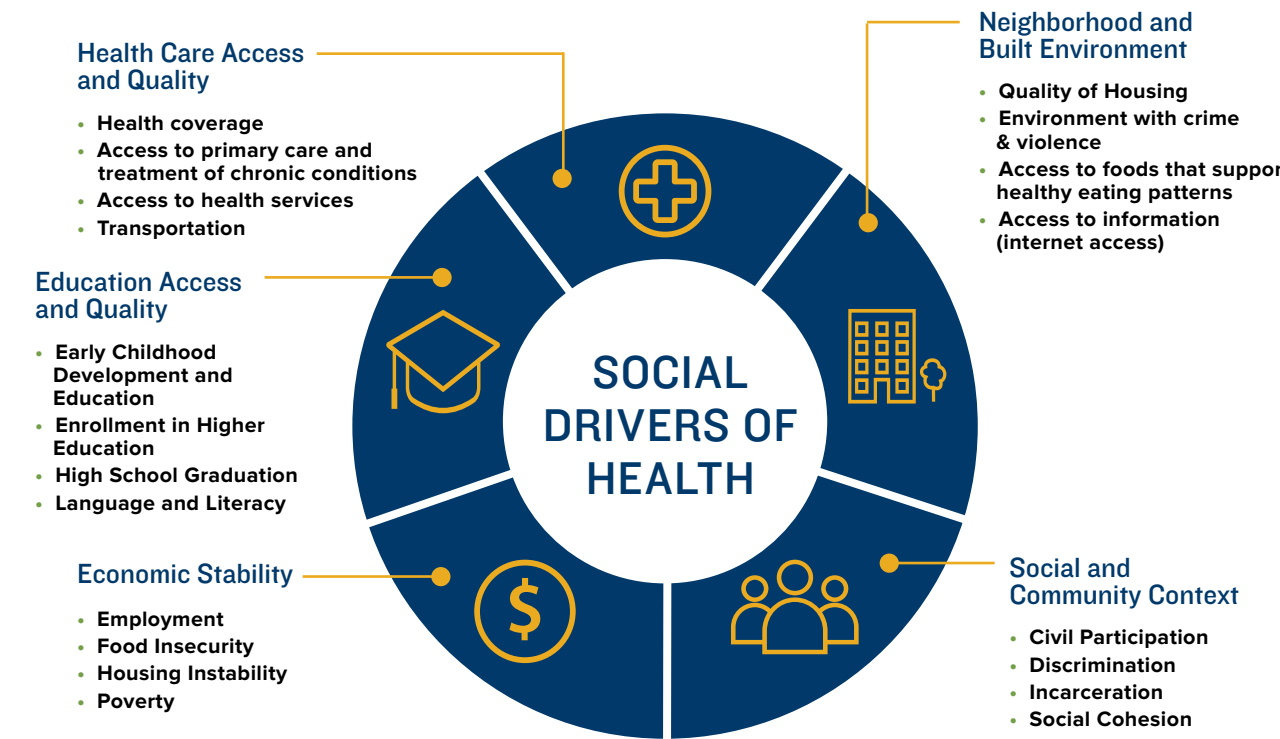 Health Care Access
and Quality
• Health coverage
• Access to primary care and
treatment of chronic conditions
• Access to health services
• Transportation
Neighborhood and
Built Environment
• Quality of Housing
• Environment with crime
& violence
• Access to foods that suppor
healthy eating patterns
• Access to information
(internet access)
Education Access
and Quality
• Early Childhood
Development and
Education
• Enrollment in Higher
Education
• High School Graduation
• Language and Literacy
SOCIAL
DRIVERS OF
HEALTH
Economic Stability
• Employment
• Food Insecurity
• Housing Instability
• Poverty
$
Social and
Community Context
• Civil Participation
• Discrimination
• Incarceration
• Social Cohesion